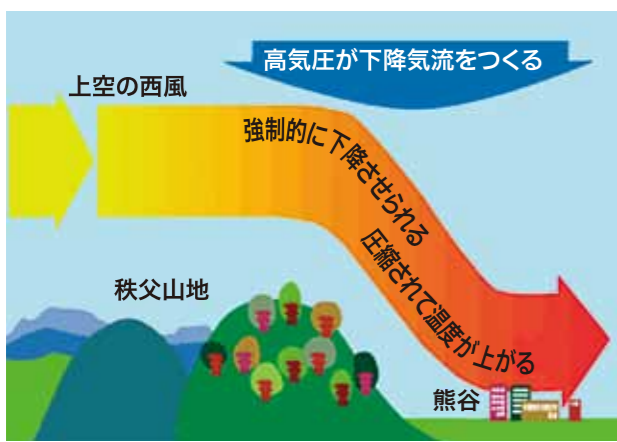 高気圧が下降気流をつくる
上空の西風
強制的に下降させられる
圧縮されて温度が上がる
秩父山地
熊谷